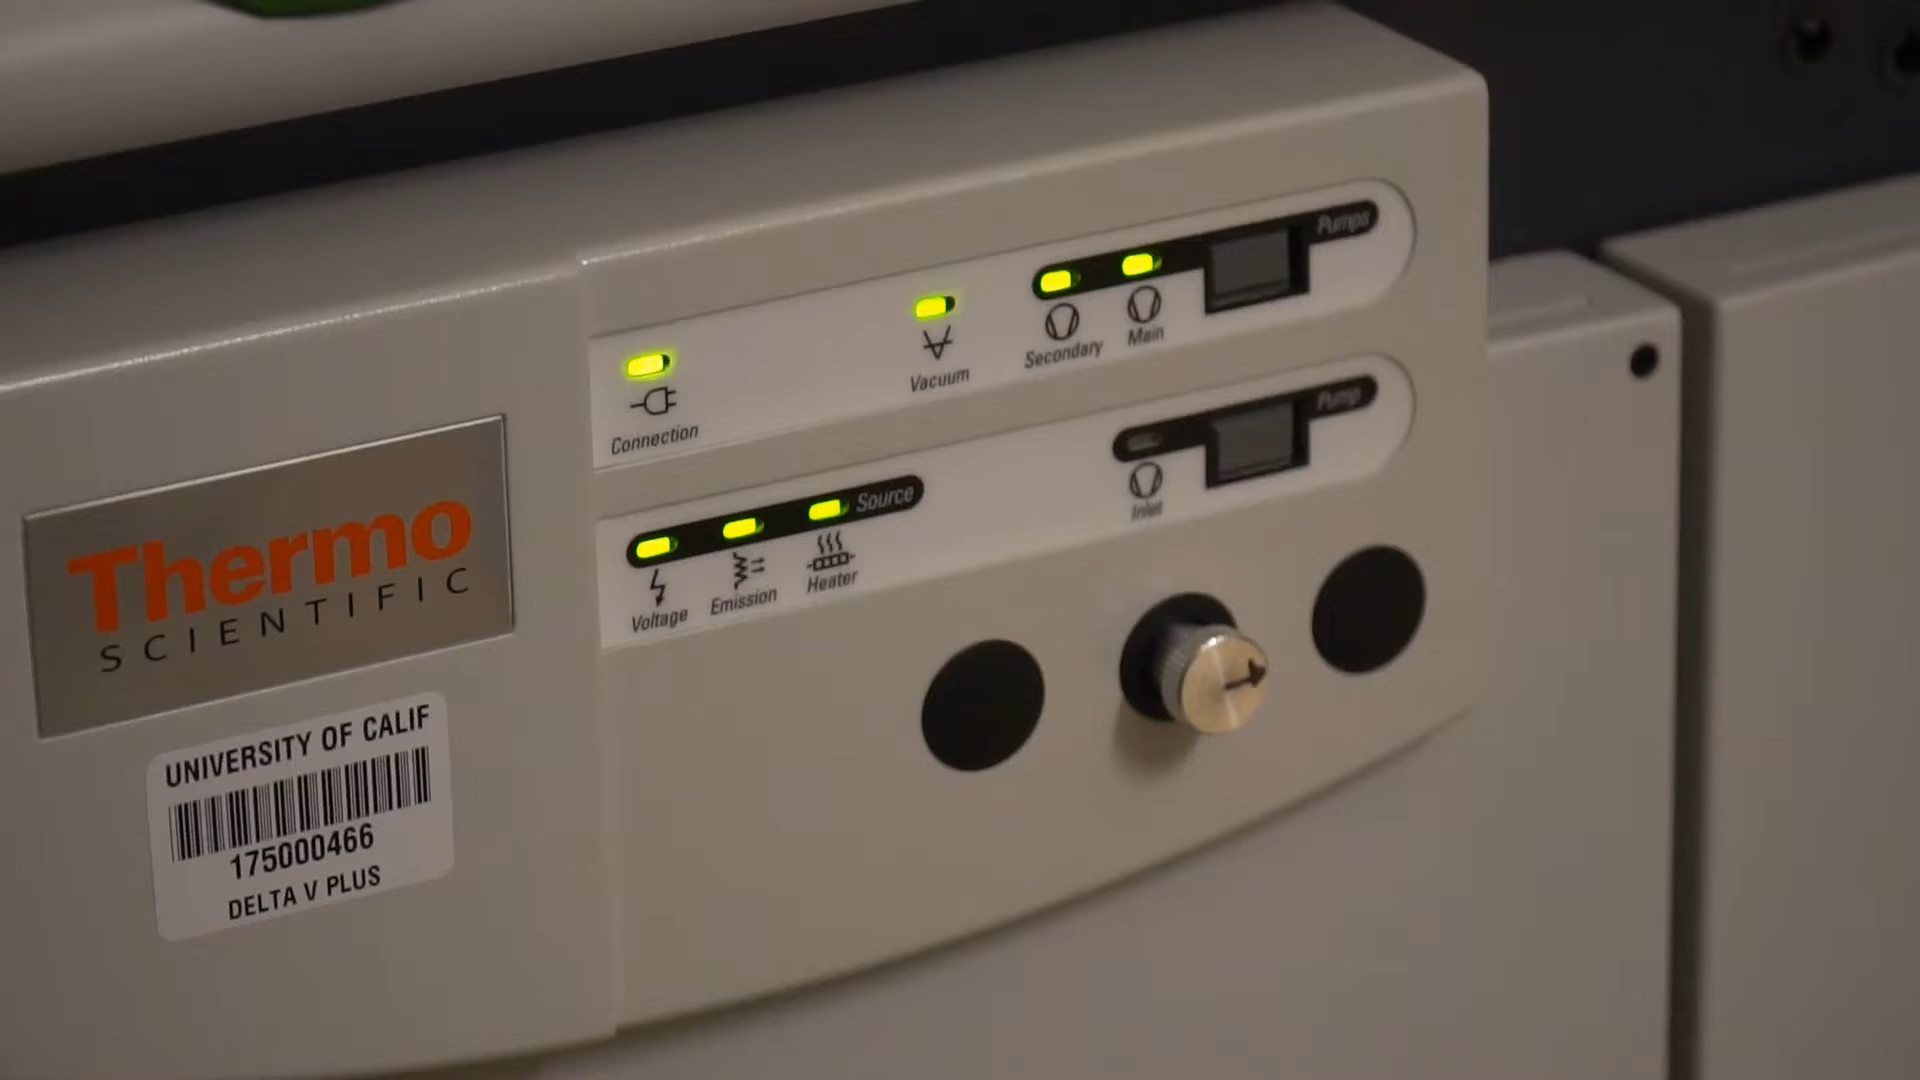 Pumps
Secondary
Main
Vacuum
Connection
Pump
Inlet
Source
Voltage
Emission
Heater
Thermo
SCIENTIFIC
UNIVERSITY OF CALIF
175000466
DELTA V PLUS